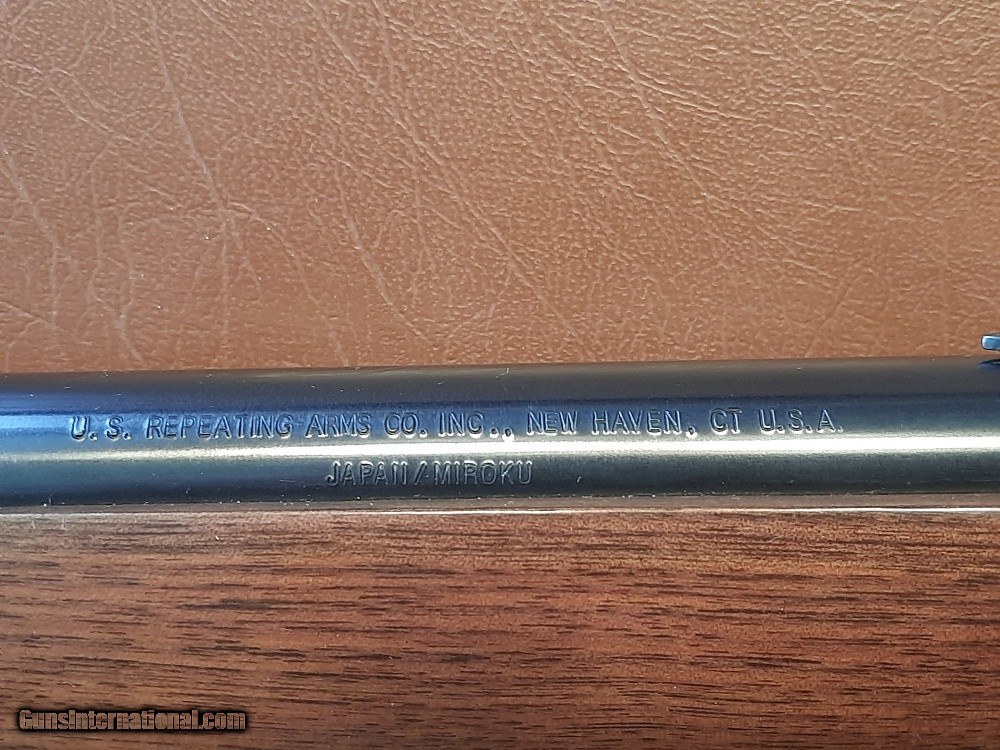 U.S. REPEATING ARMS CO. INC., NEW HAVEN, CT U.S.A.
JAPAN/MIROKU
GunsInternational.com